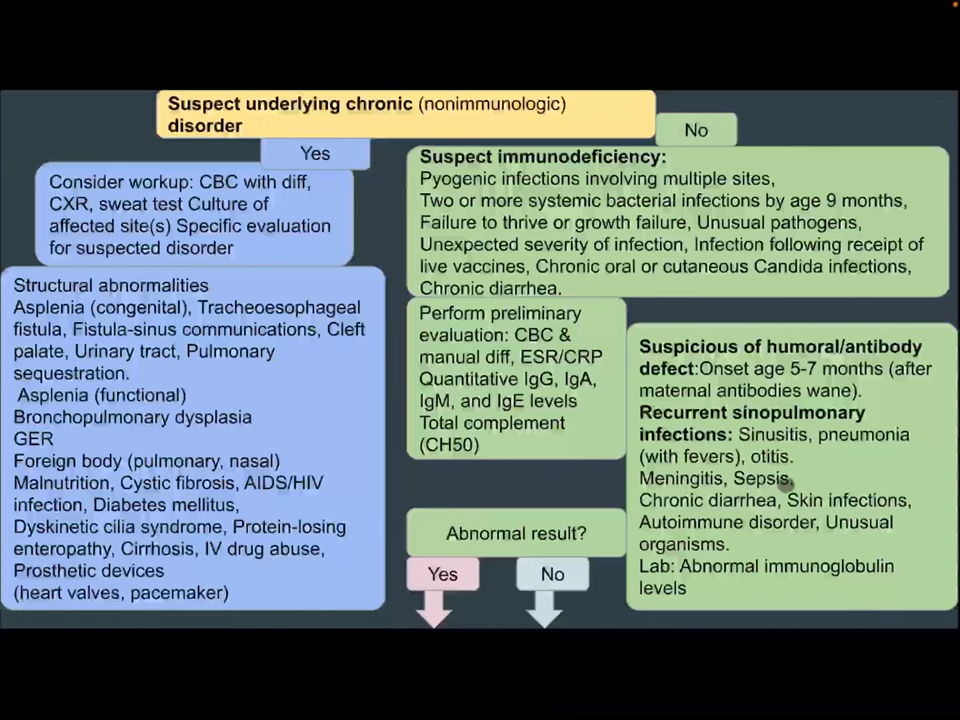 Suspect underlying chronic (nonimmunologic)
disorder
No
Yes
Consider workup: CBC with diff,
CXR, sweat test Culture of
affected site(s) Specific evaluation
for suspected disorder
Suspect immunodeficiency:
Pyogenic infections involving multiple sites,
Two or more systemic bacterial infections by age 9 months,
Failure to thrive or growth failure, Unusual pathogens,
Unexpected severity of infection, Infection following receipt of
live vaccines, Chronic oral or cutaneous Candida infections,
Chronic diarrhea.
Structural abnormalities
Asplenia (congenital), Tracheoesophageal
fistula, Fistula-sinus communications, Cleft
palate, Urinary tract, Pulmonary
sequestration.
Asplenia (functional)
Bronchopulmonary dysplasia
GER
Foreign body (pulmonary, nasal)
Malnutrition, Cystic fibrosis, AIDS/HIV
infection, Diabetes mellitus,
Dyskinetic cilia syndrome, Protein-losing
enteropathy, Cirrhosis, IV drug abuse,
Prosthetic devices
(heart valves, pacemaker)
Perform preliminary
evaluation: CBC &
manual diff, ESR/CRP
Quantitative IgG, IgA,
IgM, and IgE levels
Total complement
(CH50)
Suspicious of humoral/antibody
defect:Onset age 5-7 months (after
maternal antibodies wane).
Recurrent sinopulmonary
infections: Sinusitis, pneumonia
(with fevers), otitis.
Meningitis, Sepsis,
Chronic diarrhea, Skin infections,
Autoimmune disorder, Unusual
organisms.
Lab: Abnormal immunoglobulin
levels
Abnormal result?
Yes
No